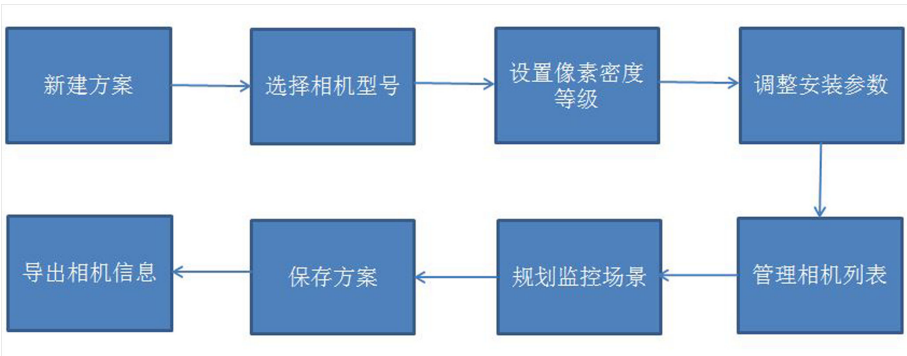 新建方案
选择相机型号
设置像素密度
等级
调整安装参数
管理相机列表
规划监控场景
保存方案
导出相机信息